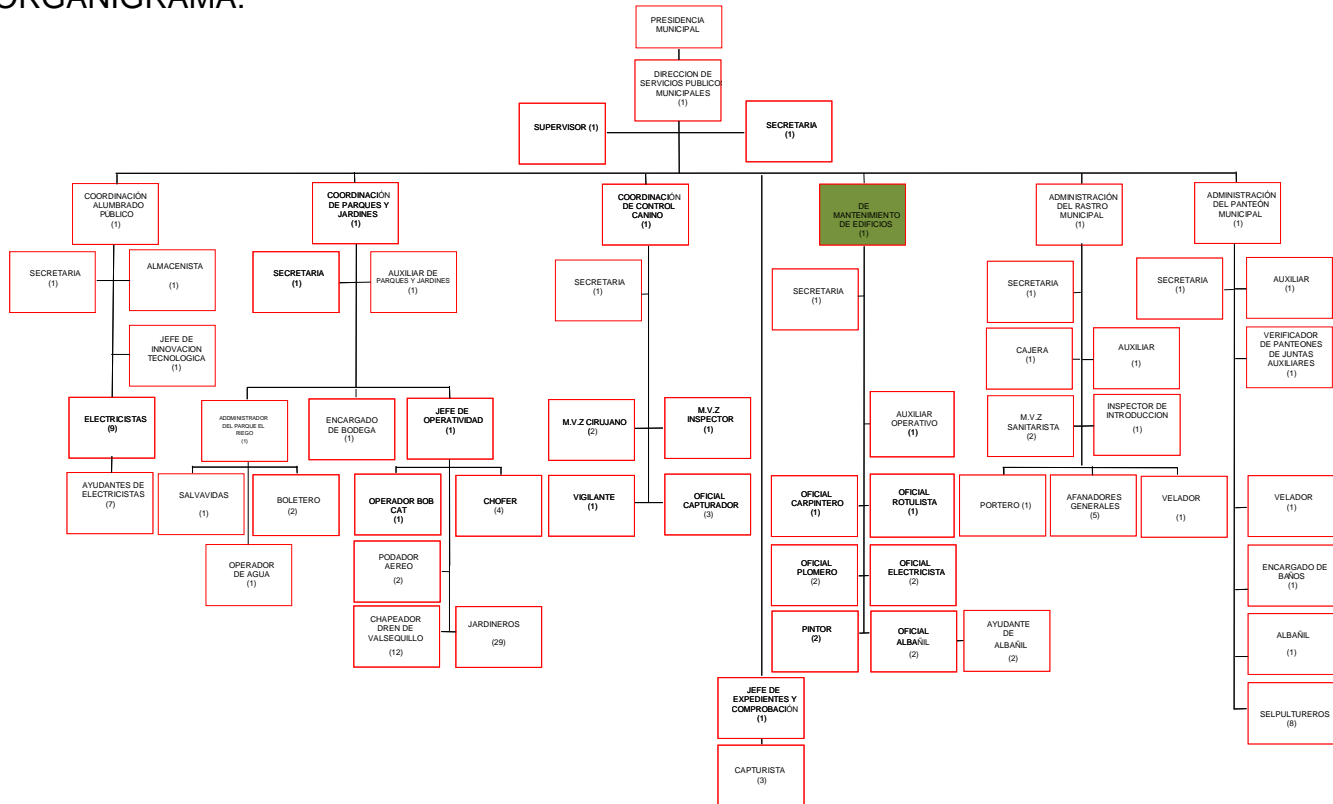 ORGANIGRAMA:
PRESIDENCIA
MUNICIPAL
DIRECCION DE
SERVICIOS PUBLICOS
MUNICIPALES
(1)
SUPERVISOR (1)
SECRETARIA
(1)
COORDINACIÓN
ALUMBRADO
PÚBLICO
(1)
SECRETARIA
(1)
ALMACENISTA
(1)
JEFE DE
INNOVACION
TECNOLOGICA
(1)
ELECTRICISTAS
(9)
AYUDANTES DE
ELECTRICISTAS
(7)
COORDINACIÓN
DE PARQUES Y
JARDINES
(1)
SECRETARIA
(1)
AUXILIAR DE
PARQUES Y JARDINES
(1)
ADDMINISTRADOR
DEL PARQUE EL
RIEGO
(1)
SALVAVIDAS
(1)
BOLETERO
(2)
OPERADOR
DE AGUA
(1)
ENCARGADO
DE BODEGA
(1)
JEFE DE
OPERATIVIDAD
(1)
OPERADOR BOB
CAT
(1)
CHOFER
(4)
PODADOR
AEREO
(2)
CHAPEADOR
DREN DE
VALSEQUILLO
(12)
JARDINEROS
(29)
COORDINACIÓN
DE CONTROL
CANINO
(1)
SECRETARIA
(1)
M.V.Z CIRUJANO
(2)
M.V.Z
INSPECTOR
(1)
VIGILANTE
(1)
OFICIAL
CAPTURADOR
(3)
JEFE DE
EXPEDIENTES Y
COMPROBACIÓN
(1)
CAPTURISTA
(3)
DE
MANTENIMIENTO
DE EDIFICIOS
(1)
SECRETARIA
(1)
AUXILIAR
OPERATIVO
(1)
OFICIAL
CARPINTERO
(1)
OFICIAL
ROTULISTA
(1)
OFICIAL
PLOMERO
(2)
OFICIAL
ELECTRICISTA
(2)
PINTOR
(2)
OFICIAL
ALBAÑIL
(2)
AYUDANTE
DE
ALBAÑIL
(2)
ADMINISTRACIÓN
DEL RASTRO
MUNICIPAL
(1)
SECRETARIA
(1)
CAJERA
(1)
AUXILIAR
(1)
M.V.Z
SANITARISTA
(2)
INSPECTOR DE
INTRODUCCION
(1)
PORTERO (1)
AFANADORES
GENERALES
(5)
VELADOR
(1)
ADMINISTRACIÓN
DEL PANTEÓN
MUNICIPAL
(1)
SECRETARIA
(1)
AUXILIAR
(1)
VERIFICADOR
DE PANTEONES
DE JUNTAS
AUXILIARES
(1)
VELADOR
(1)
ENCARGADO DE
BAÑOS
(1)
ALBAÑIL
(1)
SELPULTUREROS
(8)